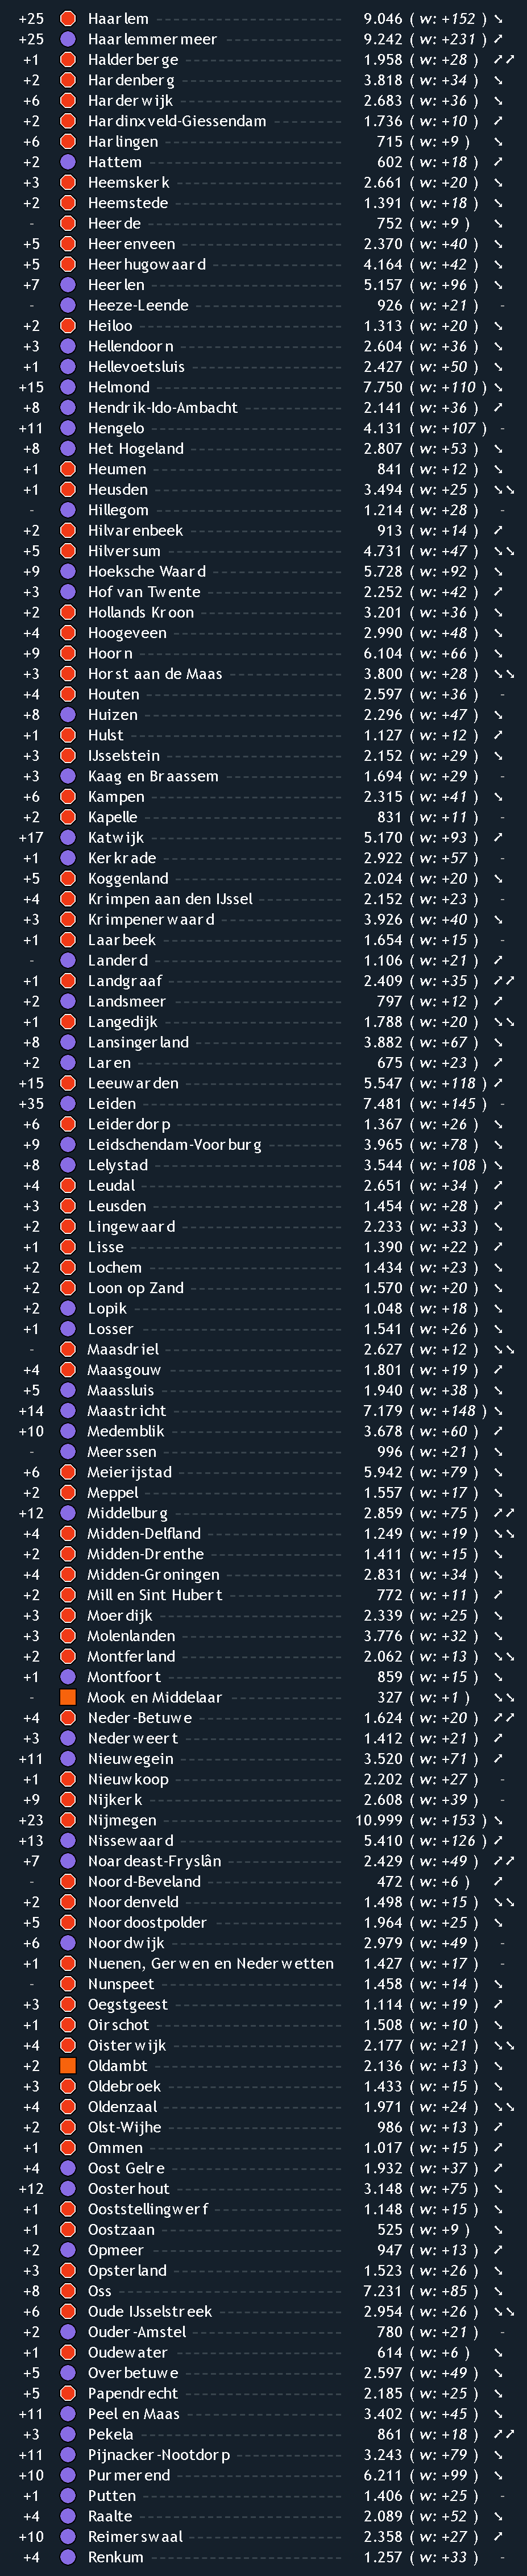 +25 Haarlem 9.046 ( w: +152 ) ↘
+25 Haarlemmermeer 9.242 ( w: +231 ) ↗
+1 Halderberge 1.958 ( w: +28 ) ↗↗
+2 Hardenberg 3.818 ( w: +34 ) ↘
+6 Harderwijk 2.683 ( w: +36 ) ↘
+2 Hardinxveld-Giessendam 1.736 ( w: +10 ) ↗
+6 Harlingen 715 ( w: +9 ) ↘
+2 Hattem 602 ( w: +18 ) ↗
+3 Heemskerk 2.661 ( w: +20 ) ↘
+2 Heemstede 1.391 ( w: +18 ) ↘
- Heerde 752 ( w: +9 ) ↘
+5 Heerenveen 2.370 ( w: +40 ) ↘
+5 Heerhugowaard 4.164 ( w: +42 ) ↘
+7 Heerlen 5.157 ( w: +96 ) ↘
- Heeze-Leende 926 ( w: +21 ) -
+2 Heiloo 1.313 ( w: +20 ) ↘
+3 Hellendoorn 2.604 ( w: +36 ) ↘
+1 Hellevoetsluis 2.427 ( w: +50 ) ↘
+15 Helmond 7.750 ( w: +110 ) ↘
+8 Hendrik-Ido-Ambacht 2.141 ( w: +36 ) ↗
+11 Hengelo 4.131 ( w: +107 ) -
+8 Het Hogeland 2.807 ( w: +53 ) ↘
+1 Heumen 841 ( w: +12 ) ↘
+1 Heusden 3.494 ( w: +25 ) ↘↘
- Hillegom 1.214 ( w: +28 ) -
+2 Hilvarenbeek 913 ( w: +14 ) ↗
+5 Hilversum 4.731 ( w: +47 ) ↘↘
+9 Hoeksche Waard 5.728 ( w: +92 ) ↘
+3 Hof van Twente 2.252 ( w: +42 ) ↗
+2 Hollands Kroon 3.201 ( w: +36 ) ↘
+4 Hoogeveen 2.990 ( w: +48 ) ↘
+9 Hoorn 6.104 ( w: +66 ) ↘
+3 Horst aan de Maas 3.800 ( w: +28 ) ↘↘
+4 Houten 2.597 ( w: +36 ) -
+8 Huizen 2.296 ( w: +47 ) ↘
+1 Hulst 1.127 ( w: +12 ) ↗
+3 IJsselstein 2.152 ( w: +29 ) ↘
+3 Kaag en Braassem 1.694 ( w: +29 ) -
+6 Kampen 2.315 ( w: +41 ) ↘
+2 Kapelle 831 ( w: +11 ) -
+17 Katwijk 5.170 ( w: +93 ) ↗
+1 Kerkrade 2.922 ( w: +57 ) -
+5 Koggenland 2.024 ( w: +20 ) ↘
+4 Krimpen aan den IJssel 2.152 ( w: +23 ) -
+3 Krimpenerwaard 3.926 ( w: +40 ) ↘
+1 Laarbeek 1.654 ( w: +15 ) -
- Landerd 1.106 ( w: +21 ) ↗
+1 Landgraaf 2.409 ( w: +35 ) ↗↗
+2 Landsmeer 797 ( w: +12 ) ↗
+1 Langedijk 1.788 ( w: +20 ) ↘↘
+8 Lansingerland 3.882 ( w: +67 ) ↘
+2 Laren 675 ( w: +23 ) ↗
+15 Leeuwarden 5.547 ( w: +118 ) ↗
+35 Leiden 7.481 ( w: +145 ) -
+6 Leiderdorp 1.367 ( w: +26 ) ↘
+9 Leidschendam-Voorburg 3.965 ( w: +78 ) ↘
+8 Lelystad 3.544 ( w: +108 ) ↘
+4 Leudal 2.651 ( w: +34 ) ↗
+3 Leusden 1.454 ( w: +28 ) ↗
+2 Lingewaard 2.233 ( w: +33 ) ↘
+1 Lisse 1.390 ( w: +22 ) ↗
+2 Lochem 1.434 ( w: +23 ) ↘
+2 Loon op Zand 1.570 ( w: +20 ) ↘
+2 Lopik 1.048 ( w: +18 ) ↘
+1 Losser 1.541 ( w: +26 ) ↘
- Maasdriel 2.627 ( w: +12 ) ↘↘
+4 Maasgouw 1.801 ( w: +19 ) ↗
+5 Maassluis 1.940 ( w: +38 ) ↘
+14 Maastricht 7.179 ( w: +148 ) ↘
+10 Medemblik 3.678 ( w: +60 ) ↗
- Meerssen 996 ( w: +21 ) ↘
+6 Meierijstad 5.942 ( w: +79 ) ↘
+2 Meppel 1.557 ( w: +17 ) ↘
+12 Middelburg 2.859 ( w: +75 ) ↗↗
+4 Midden-Delfland 1.249 ( w: +19 ) ↘↘
+2 Midden-Drenthe 1.411 ( w: +15 ) ↘
+4 Midden-Groningen 2.831 ( w: +34 ) ↘
+2 Mill en Sint Hubert 772 ( w: +11 ) ↗
+3 Moerdijk 2.339 ( w: +25 ) ↘
+3 Molenlanden 3.776 ( w: +32 ) ↘
+2 Montferland 2.062 ( w: +13 ) ↘↘
+1 Montfoort 859 ( w: +15 ) ↘
- Mook en Middelaar 327 ( w: +1 ) ↘↘
+4 Neder-Betuwe 1.624 ( w: +20 ) ↗↗
+3 Nederweert 1.412 ( w: +21 ) ↗
+11 Nieuwegein 3.520 ( w: +71 ) ↗
+1 Nieuwkoop 2.202 ( w: +27 ) -
+9 Nijkerk 2.608 ( w: +39 ) -
+23 Nijmegen 10.999 ( w: +153 ) ↘
+13 Nissewaard 5.410 ( w: +126 ) ↗
+7 Noardeast-Fryslân 2.429 ( w: +49 ) ↗↗
- Noord-Beveland 472 ( w: +6 ) ↗
+2 Noordenveld 1.498 ( w: +15 ) ↘↘
+5 Noordoostpolder 1.964 ( w: +25 ) ↘
+6 Noordwijk 2.979 ( w: +49 ) -
+1 Nuenen, Gerwen en Nederwetten 1.427 ( w: +17 ) -
- Nunspeet 1.458 ( w: +14 ) ↘
+3 Oegstgeest 1.114 ( w: +19 ) ↗
+1 Oirschot 1.508 ( w: +10 ) ↘
+4 Oisterwijk 2.177 ( w: +21 ) ↘↘
+2 Oldambt 2.136 ( w: +13 ) ↘
+3 Oldebroek 1.433 ( w: +15 ) ↘
+4 Oldenzaal 1.971 ( w: +24 ) ↘↘
+2 Olst-Wijhe 986 ( w: +13 ) ↗
+1 Ommen 1.017 ( w: +15 ) ↗
+4 Oost Gelre 1.932 ( w: +37 ) ↗
+12 Oosterhout 3.148 ( w: +75 ) ↘
+1 Ooststellingwerf 1.148 ( w: +15 ) ↘
+1 Oostzaan 525 ( w: +9 ) ↘
+2 Opmeer 947 ( w: +13 ) ↗
+3 Opsterland 1.523 ( w: +26 ) ↘
+8 Oss 7.231 ( w: +85 ) ↘
+6 Oude IJsselstreek 2.954 ( w: +26 ) ↘↘
+2 Ouder-Amstel 780 ( w: +21 ) -
+1 Oudewater 614 ( w: +6 ) ↘
+5 Overbetuwe 2.597 ( w: +49 ) ↘
+5 Papendrecht 2.185 ( w: +25 ) ↘
+11 Peel en Maas 3.402 ( w: +45 ) ↘
+3 Pekela 861 ( w: +18 ) ↗↗
+11 Pijnacker-Nootdorp 3.243 ( w: +79 ) ↘
+10 Purmerend 6.211 ( w: +99 ) ↘
+1 Putten 1.406 ( w: +25 ) -
+4 Raalte 2.089 ( w: +52 ) ↘
+10 Reimerswaal 2.358 ( w: +27 ) ↗
+4 Renkum 1.257 ( w: +33 ) -